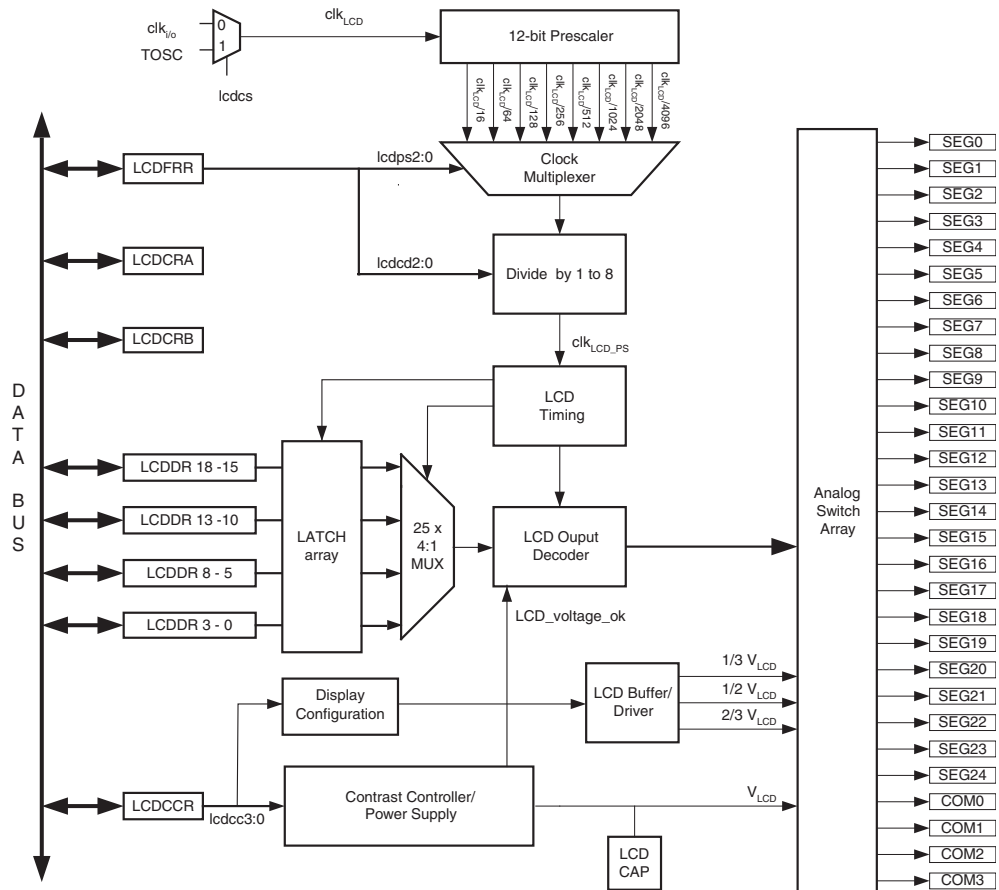 clk_i/o
0
1
TOSC
lcdcs
clk_LCD
12-bit Prescaler
clk_LCD/16
clk_LCD/64
clk_LCD/128
clk_LCD/256
clk_LCD/512
clk_LCD/1024
clk_LCD/2048
clk_LCD/4096
Clock
Multiplexer
LCDFRR
lcdps2:0
lcdcd2:0
Divide by 1 to 8
LCDCRA
LCDCRB
clk_LCD_PS
LCD
Timing
DATA BUS
LCDDR 18 -15
LCDDR 13 -10
LCDDR 8 - 5
LCDDR 3 - 0
LATCH
array
25 x
4:1
MUX
LCD Ouput
Decoder
LCD_voltage_ok
Display
Configuration
LCD Buffer/
Driver
1/3 V_LCD
1/2 V_LCD
2/3 V_LCD
LCDCCR
lcdcc3:0
Contrast Controller/
Power Supply
V_LCD
LCD
CAP
Analog
Switch
Array
SEG0
SEG1
SEG2
SEG3
SEG4
SEG5
SEG6
SEG7
SEG8
SEG9
SEG10
SEG11
SEG12
SEG13
SEG14
SEG15
SEG16
SEG17
SEG18
SEG19
SEG20
SEG21
SEG22
SEG23
SEG24
COM0
COM1
COM2
COM3